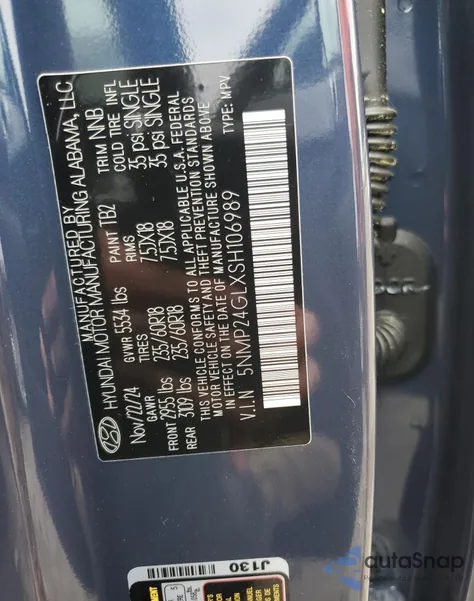 MANUFACTURED BY
HYUNDAI MOTOR MANUFACTURING ALABAMA, LLC.
Nov/22/24 GVWR 5534 lbs PAINT TB2 TRIM NNB
GAWR TIRES RIMS COLD TIRE INFL
FRONT 2955 lbs 235/60R18 7.5JX18 35 psi SINGLE
REAR 3109 lbs 235/60R18 7.5JX18 35 psi SINGLE
THIS VEHICLE CONFORMS TO ALL APPLICABLE U.S.A. FEDERAL
MOTOR VEHICLE SAFETY AND THEFT PREVENTION STANDARDS
IN EFFECT ON THE DATE OF MANUFACTURE SHOWN ABOVE
V.I.N 5NMP24GLXSH106989 TYPE: MPV
J130
autaSnap